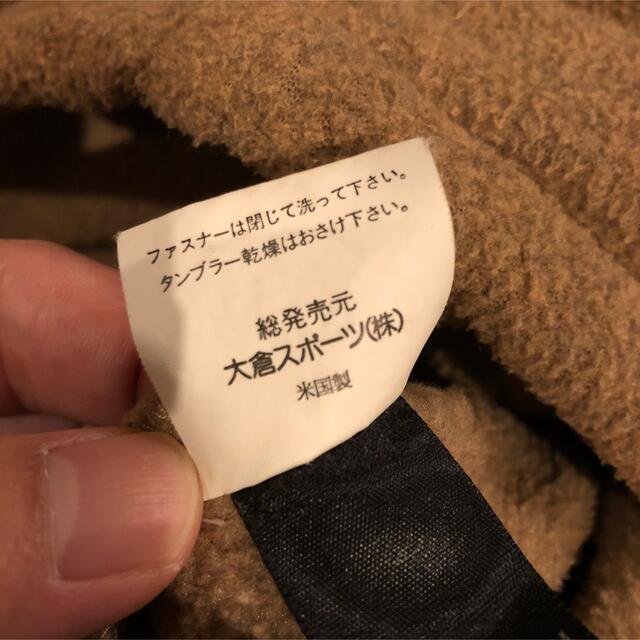 ファスナーは閉じて洗って下さい。
タンブラー乾燥はおさけ下さい。
総発売元
大倉スポーツ(株)
米国製